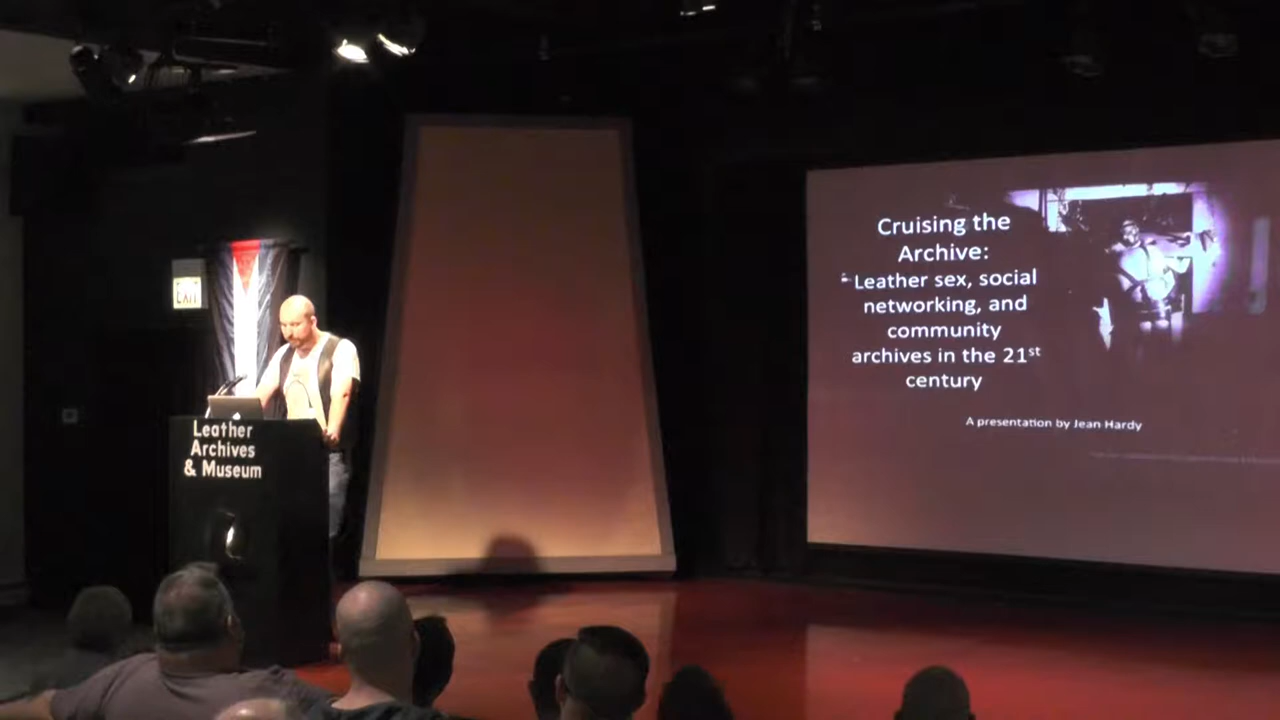 EXIT
Leather
Archives
& Museum
Cruising the
Archive:
Leather sex, social
networking, and
community
archives in the 21st
century
A presentation by Jean Hardy